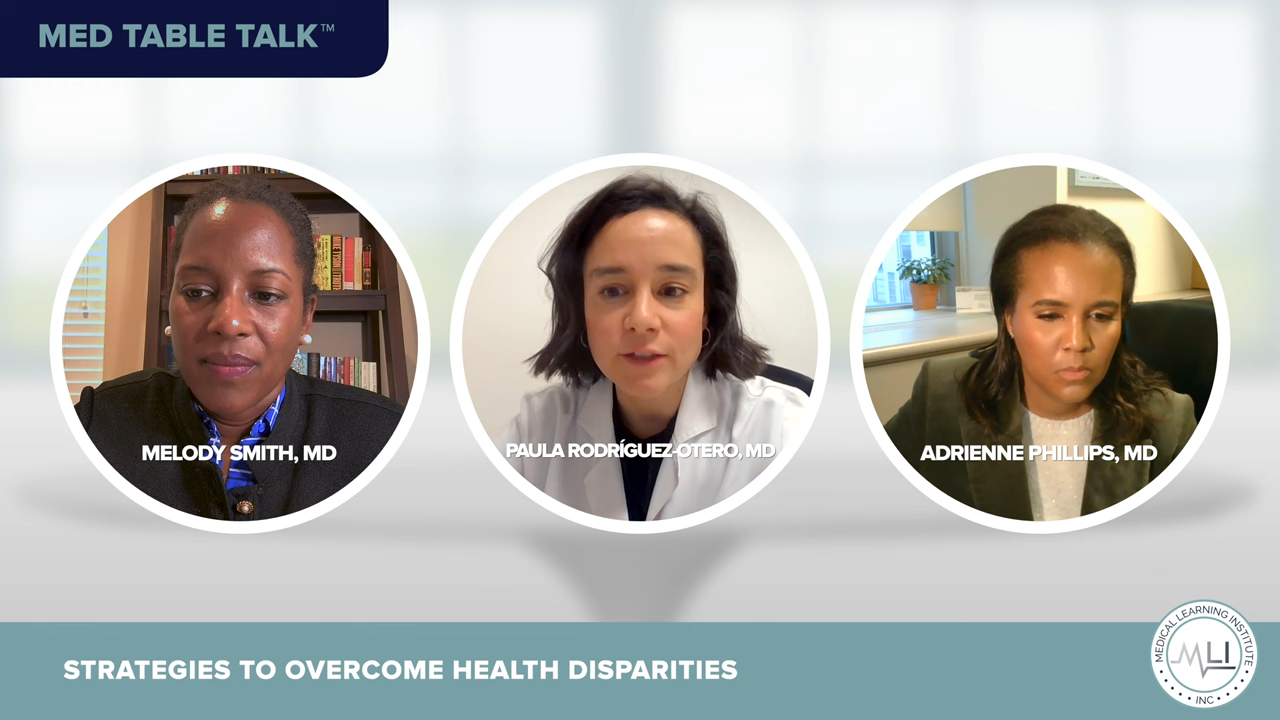 MED TABLE TALK™
MELODY SMITH, MD
PAULA RODRÍGUEZ-OTERO, MD
ADRIENNE PHILLIPS, MD
STRATEGIES TO OVERCOME HEALTH DISPARITIES
MEDICAL LEARNING INSTITUTE
MLI
INC